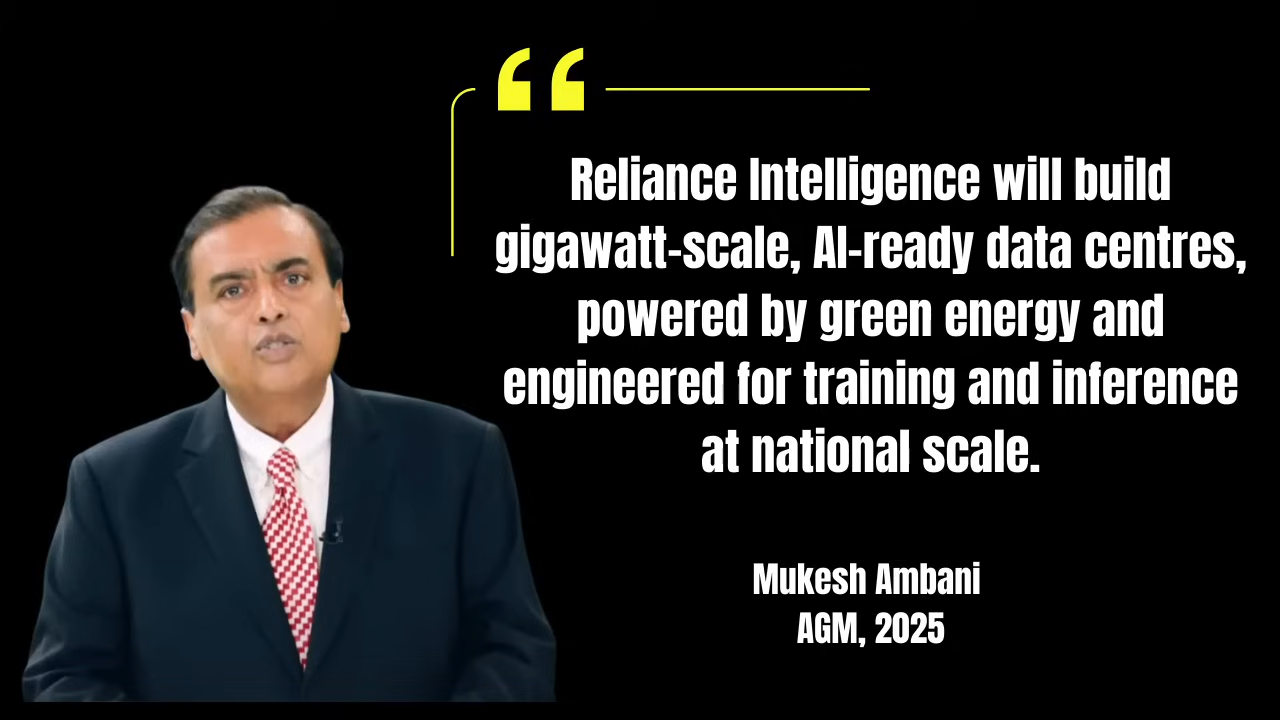 Reliance Intelligence will build
gigawatt-scale, AI-ready data centres,
powered by green energy and
engineered for training and inference
at national scale.
Mukesh Ambani
AGM, 2025